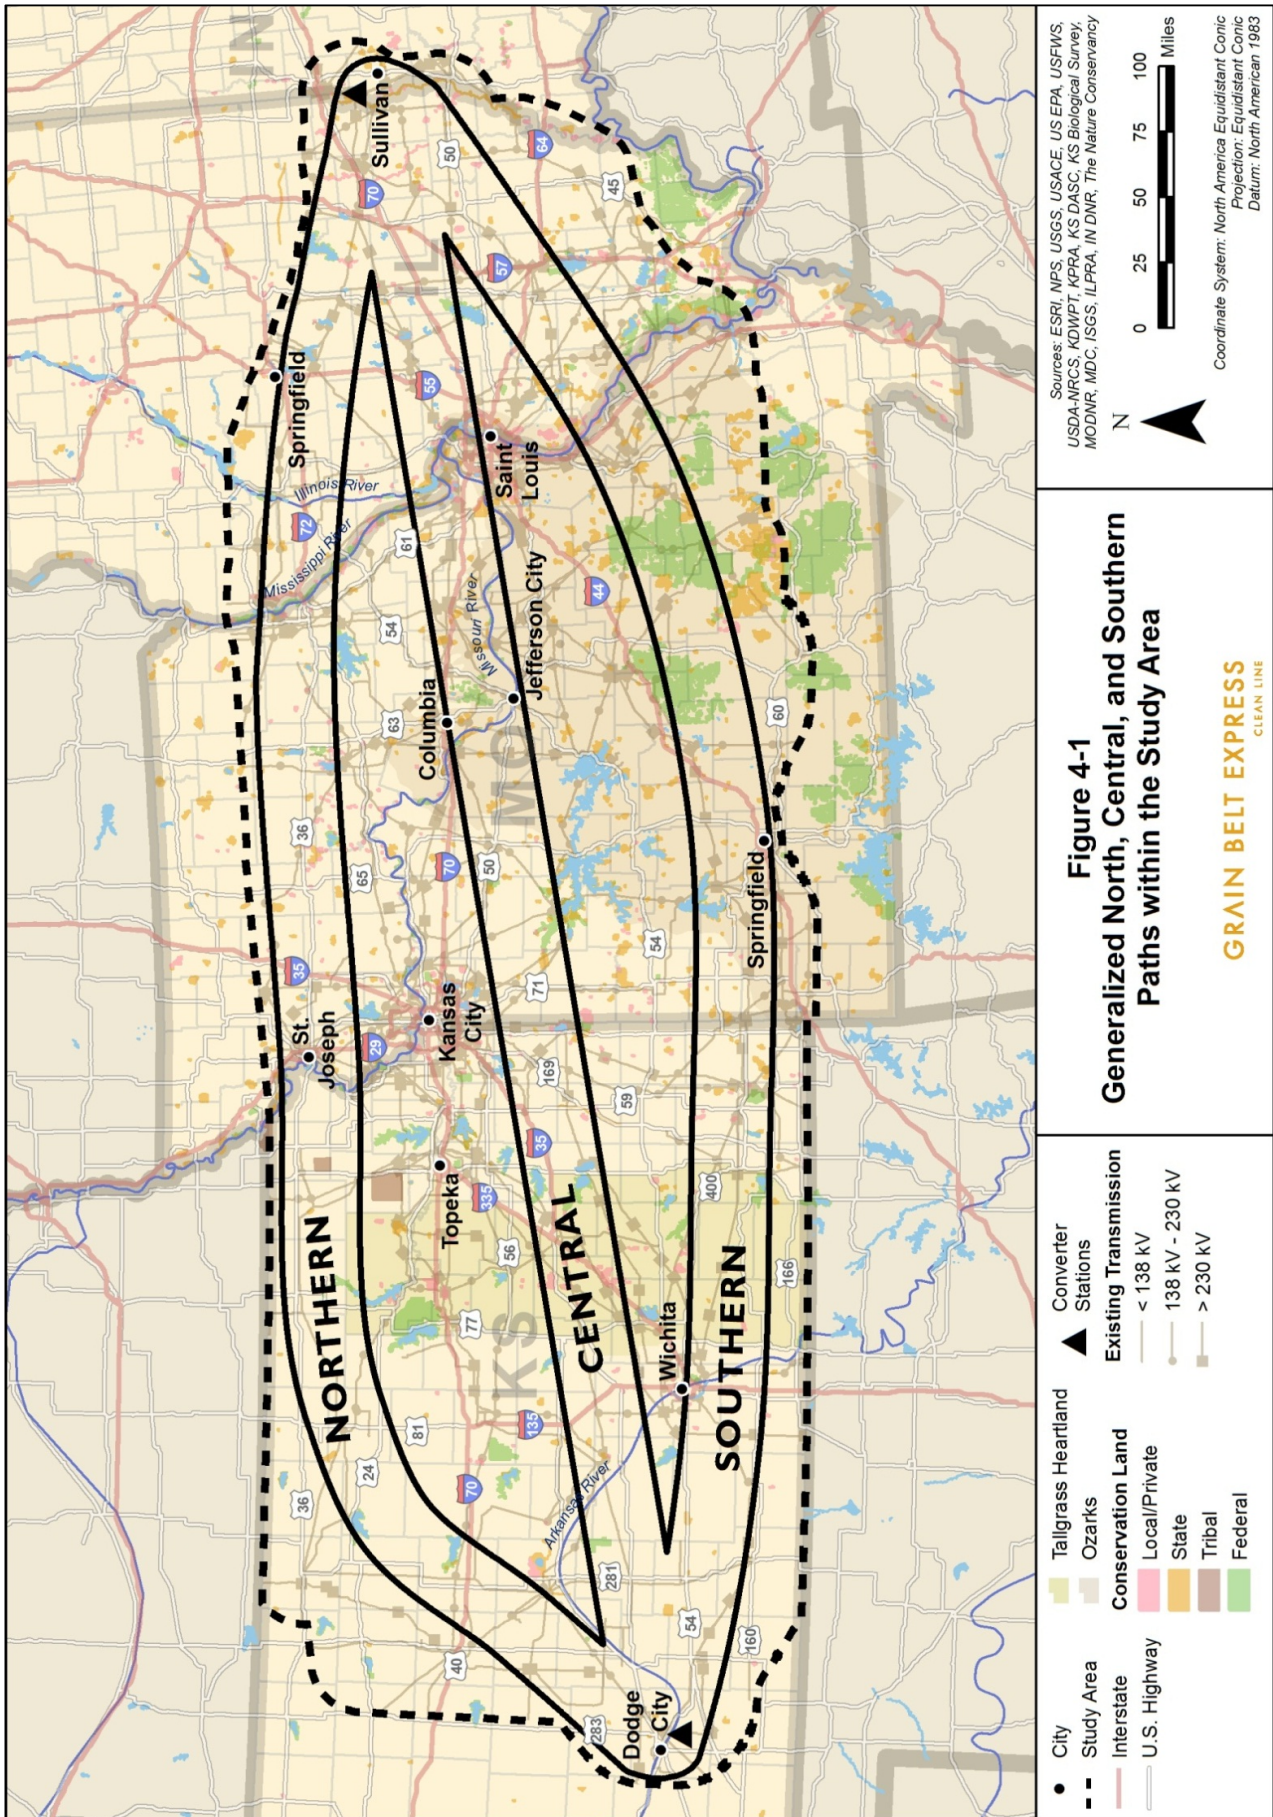 IN
Sullivan
70
50
64
45
IL
57
Springfield
55
Illinois River
72
Mississippi River
61
Saint
Louis
54
Missouri River
44
Jefferson City
Columbia
63
MO
60
36
65
70
50
54
Springfield
35
St.
Joseph
29
Kansas
City
71
169
59
Topeka
335
35
400
NORTHERN
56
CENTRAL
KS
77
166
Wichita
SOUTHERN
81
135
24
36
70
Arkansas River
281
54
160
40
283
Dodge
City
City
Study Area
Interstate
U.S. Highway
Tallgrass Heartland
Ozarks
Conservation Land
Local/Private
State
Tribal
Federal
Converter
Stations
Existing Transmission
< 138 kV
138 kV - 230 kV
> 230 kV
Figure 4-1
Generalized North, Central, and Southern
Paths within the Study Area
GRAIN BELT EXPRESS
CLEAN LINE
Sources: ESRI, NPS, USGS, USACE, US EPA, USFWS,
USDA-NRCS, KDWPT, KPRA, KS DASC, KS Biological Survey,
MODNR, MDC, ISGS, ILPRA, IN DNR, The Nature Conservancy
N
0 25 50 75 100
Miles
Coordinate System: North America Equidistant Conic
Projection: Equidistant Conic
Datum: North American 1983